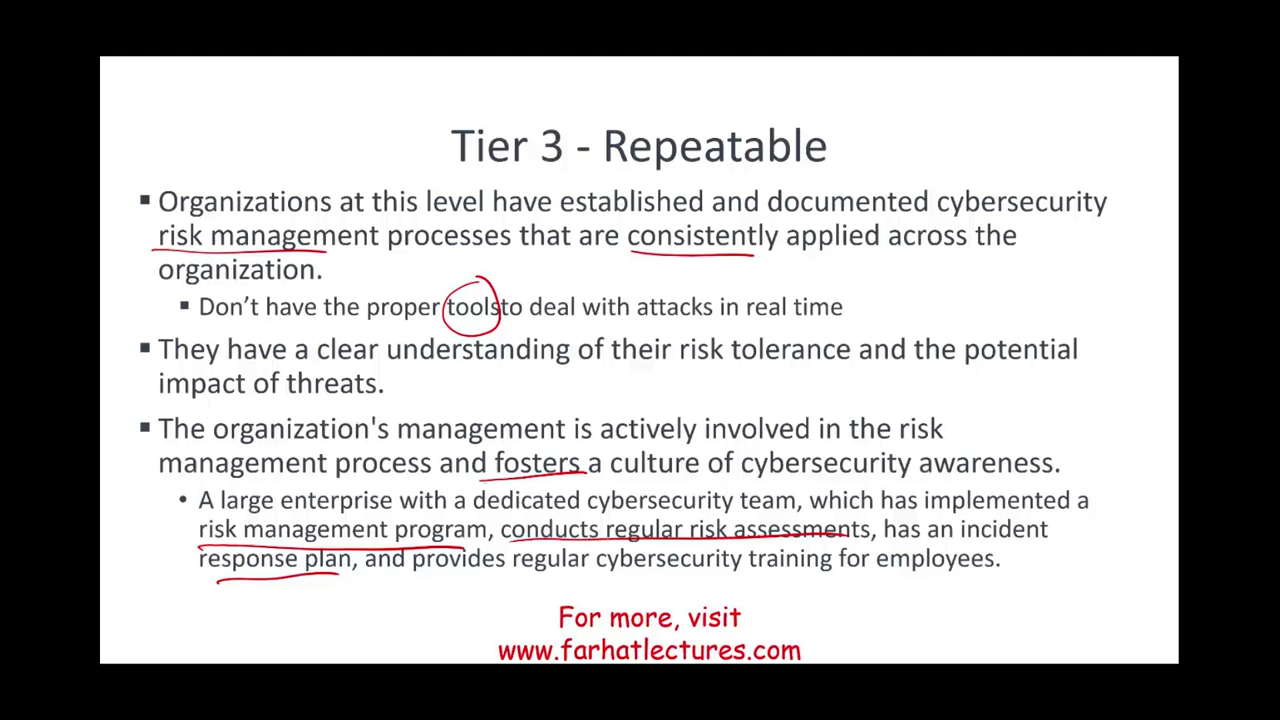 Tier 3 - Repeatable
▪ Organizations at this level have established and documented cybersecurity
risk management processes that are consistently applied across the
organization.
▪ Don't have the proper tools to deal with attacks in real time
▪ They have a clear understanding of their risk tolerance and the potential
impact of threats.
▪ The organization's management is actively involved in the risk
management process and fosters a culture of cybersecurity awareness.
• A large enterprise with a dedicated cybersecurity team, which has implemented a
risk management program, conducts regular risk assessments, has an incident
response plan, and provides regular cybersecurity training for employees.
For more, visit
www.farhatlectures.com